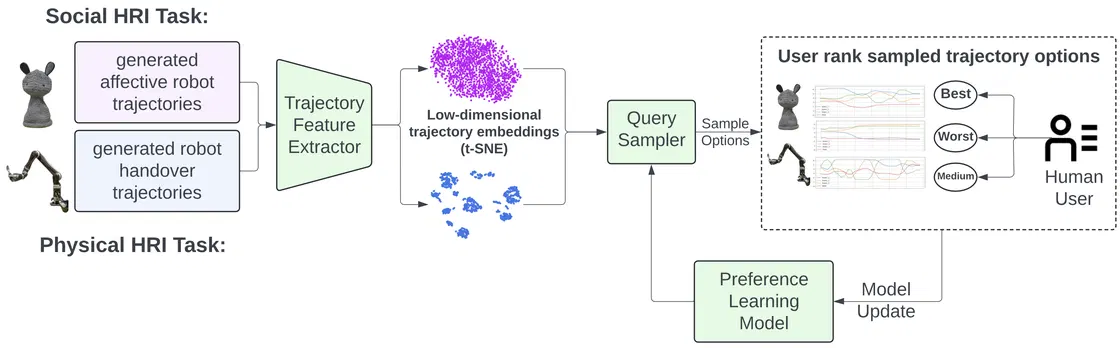 Social HRI Task:
generated
affective robot
trajectories
generated robot
handover
trajectories
Physical HRI Task:
Trajectory
Feature
Extractor
Low-dimensional
trajectory embeddings
(t-SNE)
Query
Sampler
Sample
Options
User rank sampled trajectory options
Best
Worst
Medium
Human
User
Model
Update
Preference
Learning
Model